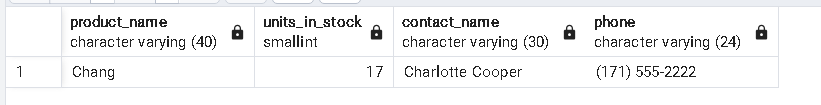 product_name units_in_stock contact_name phone
character varying (40) smallint character varying (30) character varying (24)
1 Chang 17 Charlotte Cooper (171) 555-2222